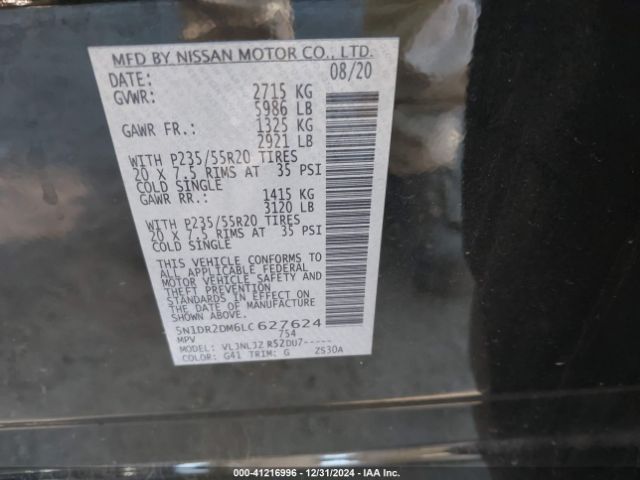 MFD BY NISSAN MOTOR CO., LTD.
DATE: 08/20
GVWR: 2715 KG
5986 LB
GAWR FR.: 1325 KG
2921 LB
WITH P235/55R20 TIRES
20 X 7.5 RIMS AT 35 PSI
COLD SINGLE
GAWR RR.: 1415 KG
3120 LB
WITH P235/55R20 TIRES
20 X 7.5 RIMS AT 35 PSI
COLD SINGLE
THIS VEHICLE CONFORMS TO
ALL APPLICABLE FEDERAL
MOTOR VEHICLE SAFETY AND
THEFT PREVENTION
STANDARDS IN EFFECT ON
THE DATE OF MANUFACTURE
SHOWN ABOVE.
5N1DR2DM6LC627624
MPV 754
MODEL: VL3NLJZ R52DU7-----
COLOR: G41 TRIM: G ZS30A
000-41216996 - 12/31/2024 - IAA Inc.